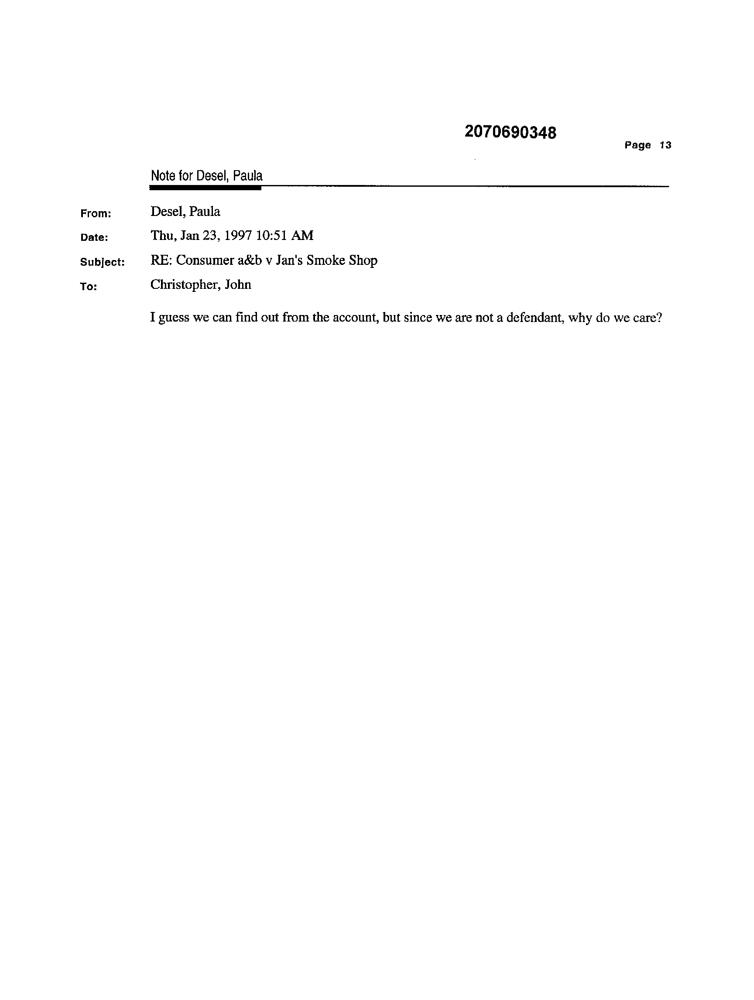 2070690348
Page 13
Note for Desel, Paula
From: Desel, Paula
Date: Thu, Jan 23, 1997 10:51 AM
Subject: RE: Consumer a&b v Jan's Smoke Shop
To: Christopher, John
I guess we can find out from the account, but since we are not a defendant, why do we care?